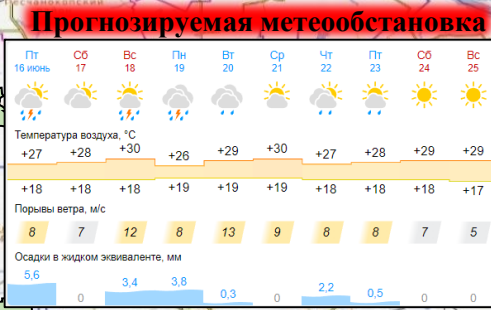 Песчанокопский
Прогнозируемая метеообстановка
Пт Сб Вс Пн Вт Ср Чт Пт Сб Вс
16 июнь 17 18 19 20 21 22 23 24 25
Температура воздуха, °C
+27 +28 +30 +26 +29 +30 +27 +28 +29 +29
+18 +18 +18 +19 +19 +19 +18 +18 +18 +17
Порывы ветра, м/с
8 7 12 8 13 9 8 8 7 5
Осадки в жидком эквиваленте, мм
5,6 0 3,4 3,8 0,3 0 2,2 0,5 0 0